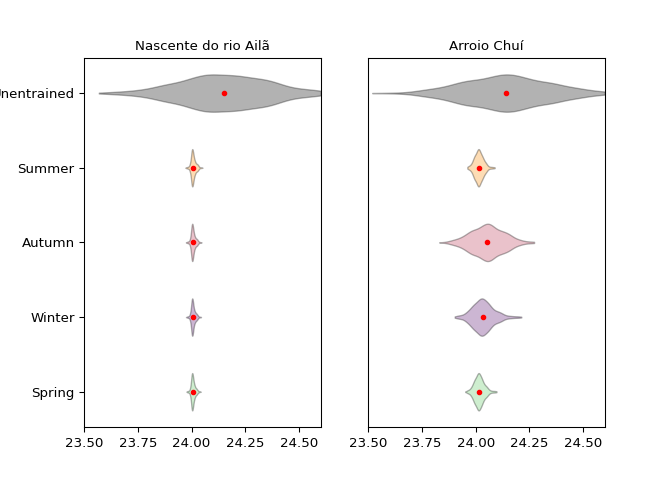 Nascente do rio Ailã
Arroio Chuí
nentrained
Summer
Autumn
Winter
Spring
23.50 23.75 24.00 24.25 24.50
23.50 23.75 24.00 24.25 24.50